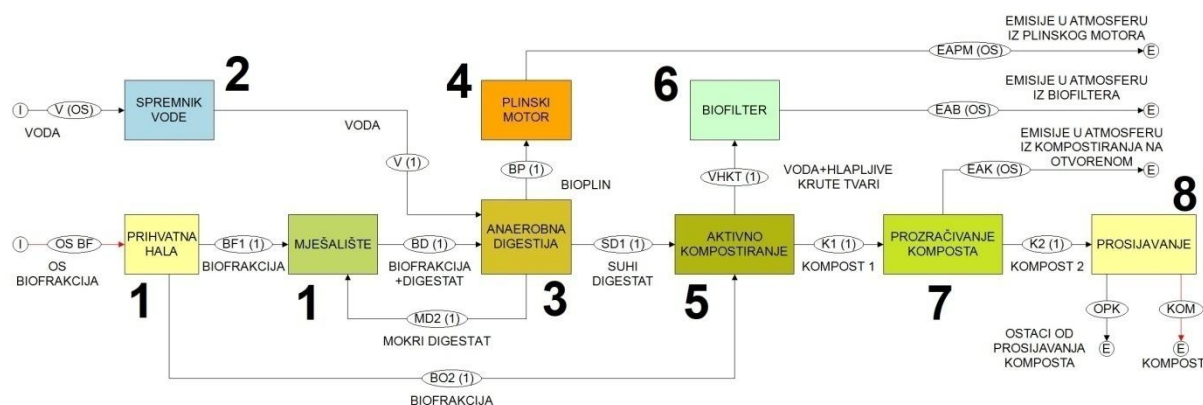 EMISIJE U ATMOSFERU
IZ PLINSKOG MOTORA
EAPM (OS)
E
2
4
6
I
V (OS)
VODA
SPREMNIK
VODE
VODA
V (1)
PLINSKI
MOTOR
BP (1)
BIOPLIN
BIOFILTER
VHKT (1)
VODA+HLAPLJIVE
KRUTE TVARI
EMISIJE U ATMOSFERU
IZ BIOFILTERA
EAB (OS)
E
EMISIJE U ATMOSFERU
IZ KOMPOSTIRANJA NA
OTVORENOM
EAK (OS)
E
8
I
OS BF
OS
BIOFRAKCIJA
PRIHVATNA
HALA
1
BF1 (1)
BIOFRAKCIJA
MJEŠALIŠTE
1
BD (1)
BIOFRAKCIJA
+DIGESTAT
ANAEROBNA
DIGESTIJA
3
SD1 (1)
SUHI
DIGESTAT
AKTIVNO
KOMPOSTIRANJE
5
K1 (1)
KOMPOST 1
PROZRAČIVANJE
KOMPOSTA
7
K2 (1)
KOMPOST 2
PROSIJAVANJE
MD2 (1)
MOKRI DIGESTAT
BO2 (1)
BIOFRAKCIJA
OPK
KOM
OSTACI OD
PROSIJAVANJA
KOMPOSTA
E
E
KOMPOST